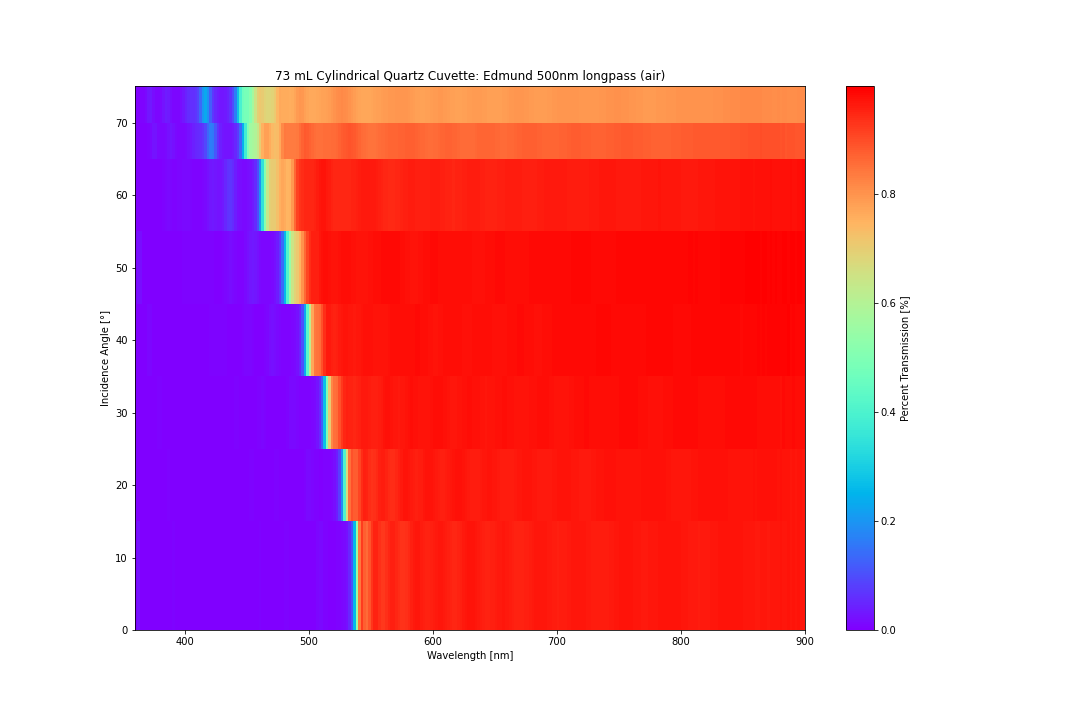 73 mL Cylindrical Quartz Cuvette: Edmund 500nm longpass (air)
70
60
50
40
30
20
10
0
Incidence Angle [°]
400 500 600 700 800 900
Wavelength [nm]
0.8
0.6
0.4
0.2
0.0
Percent Transmission [%]